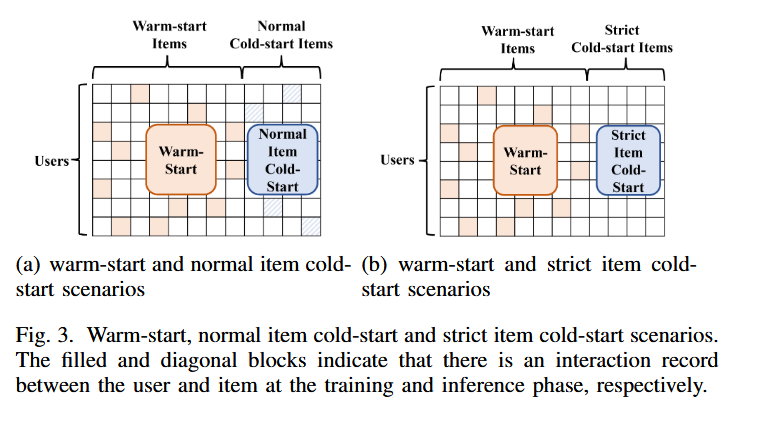 Warm-start
Items
Normal
Cold-start Items
Users
Warm-
Start
Normal
Item
Cold-
Start
Warm-start
Items
Strict
Cold-start Items
Users
Warm-
Start
Strict
Item
Cold-
Start
(a) warm-start and normal item cold-
start scenarios
(b) warm-start and strict item cold-
start scenarios
Fig. 3. Warm-start, normal item cold-start and strict item cold-start scenarios.
The filled and diagonal blocks indicate that there is an interaction record
between the user and item at the training and inference phase, respectively.